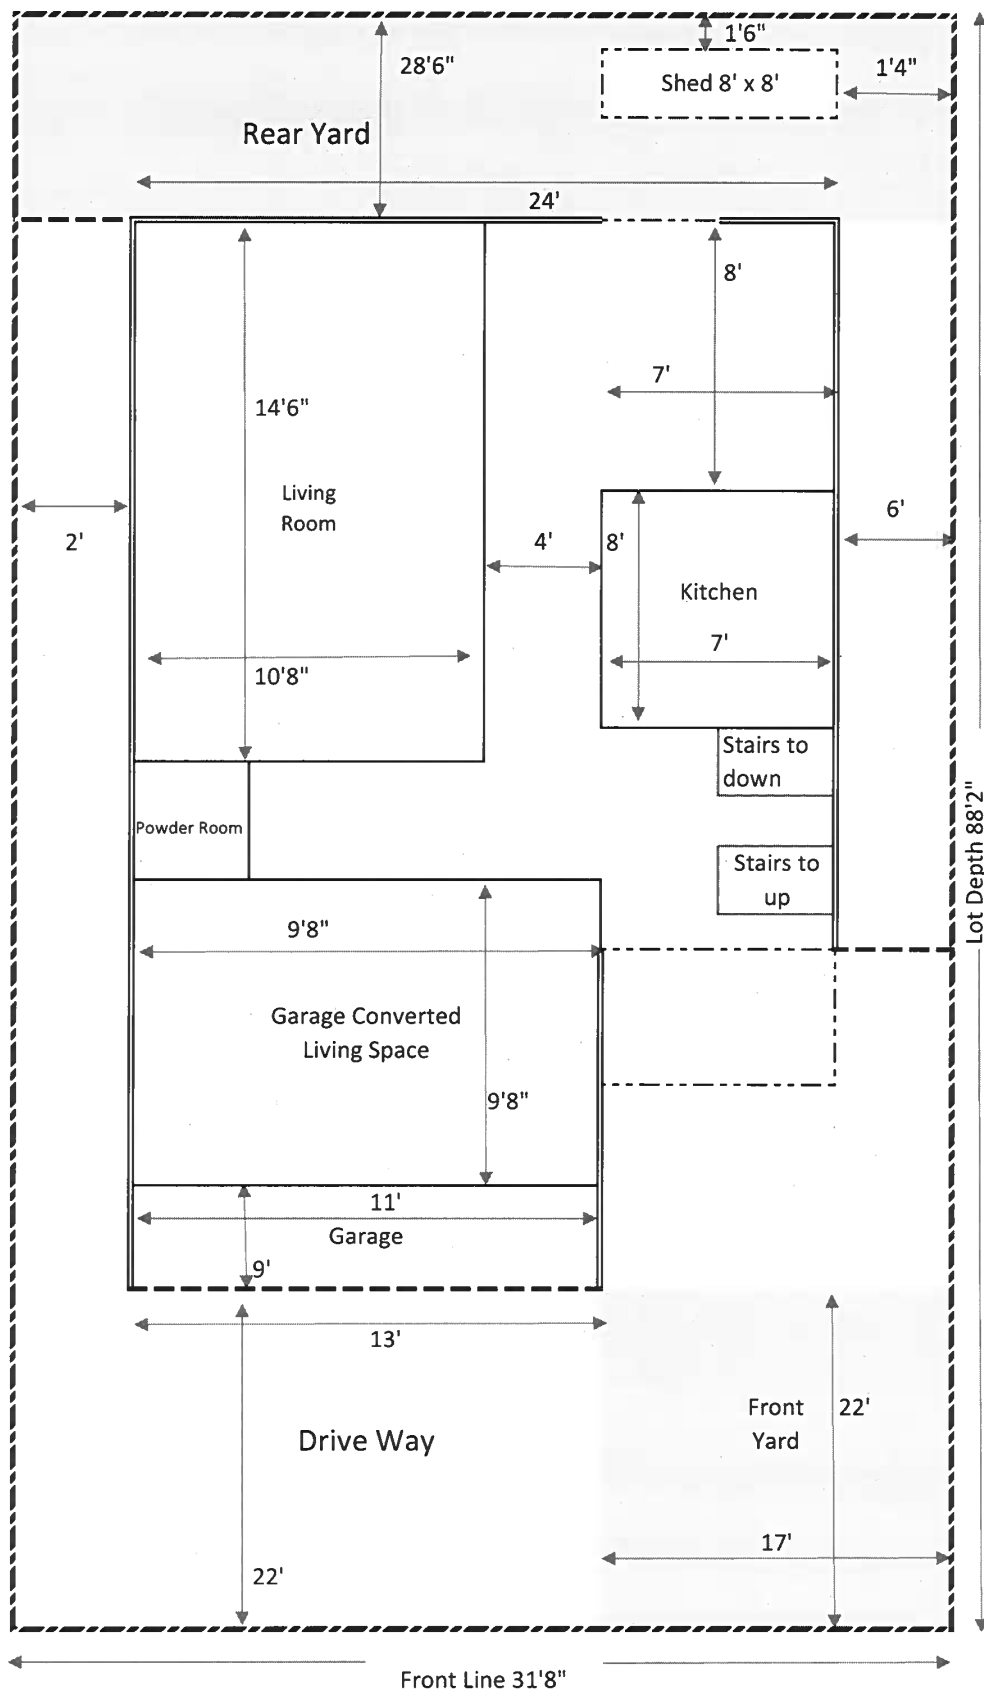 1'6"
28'6"
1'4"
Shed 8' x 8'
Rear Yard
24'
8'
7'
14'6"
Living
Room
2'
4'
8'
6'
Kitchen
7'
10'8"
Stairs to
down
Powder Room
Stairs to
up
Lot Depth 88'2"
9'8"
Garage Converted
Living Space
9'8"
11'
Garage
9'
13'
Front
Yard
22'
Drive Way
17'
22'
Front Line 31'8"